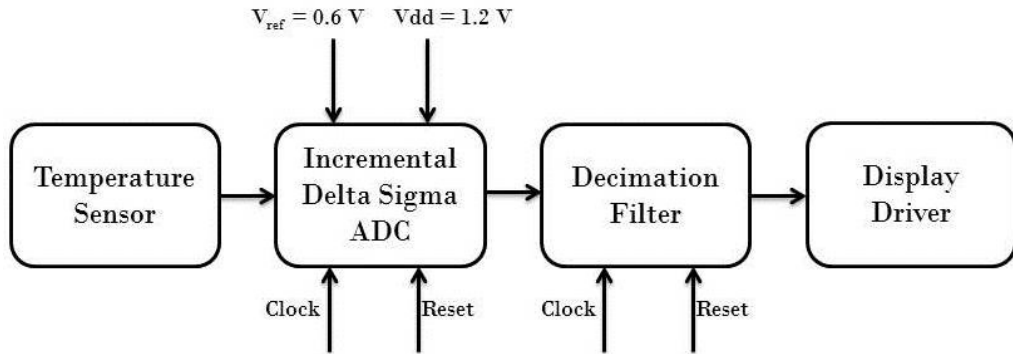 V_ref = 0.6 V
Vdd = 1.2 V
Temperature
Sensor
Incremental
Delta Sigma
ADC
Decimation
Filter
Display
Driver
Clock
Reset
Clock
Reset